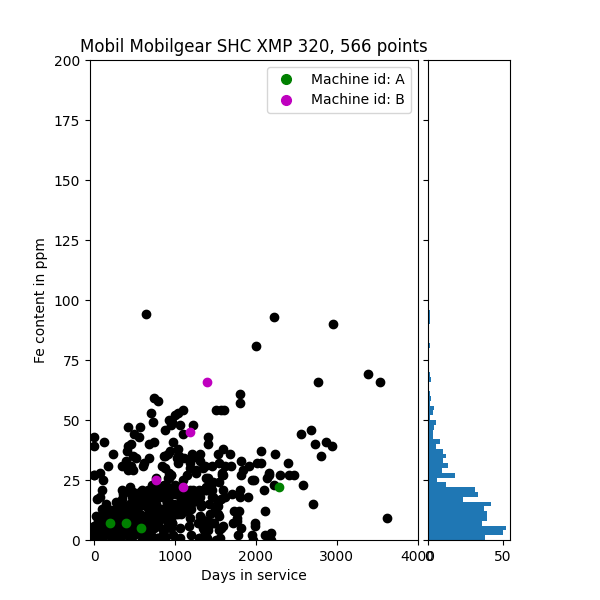 Mobil Mobilgear SHC XMP 320, 566 points
Machine id: A
Machine id: B
200
175
150
125
100
75
50
25
0
Fe content in ppm
0 1000 2000 3000 4000
0 50
Days in service